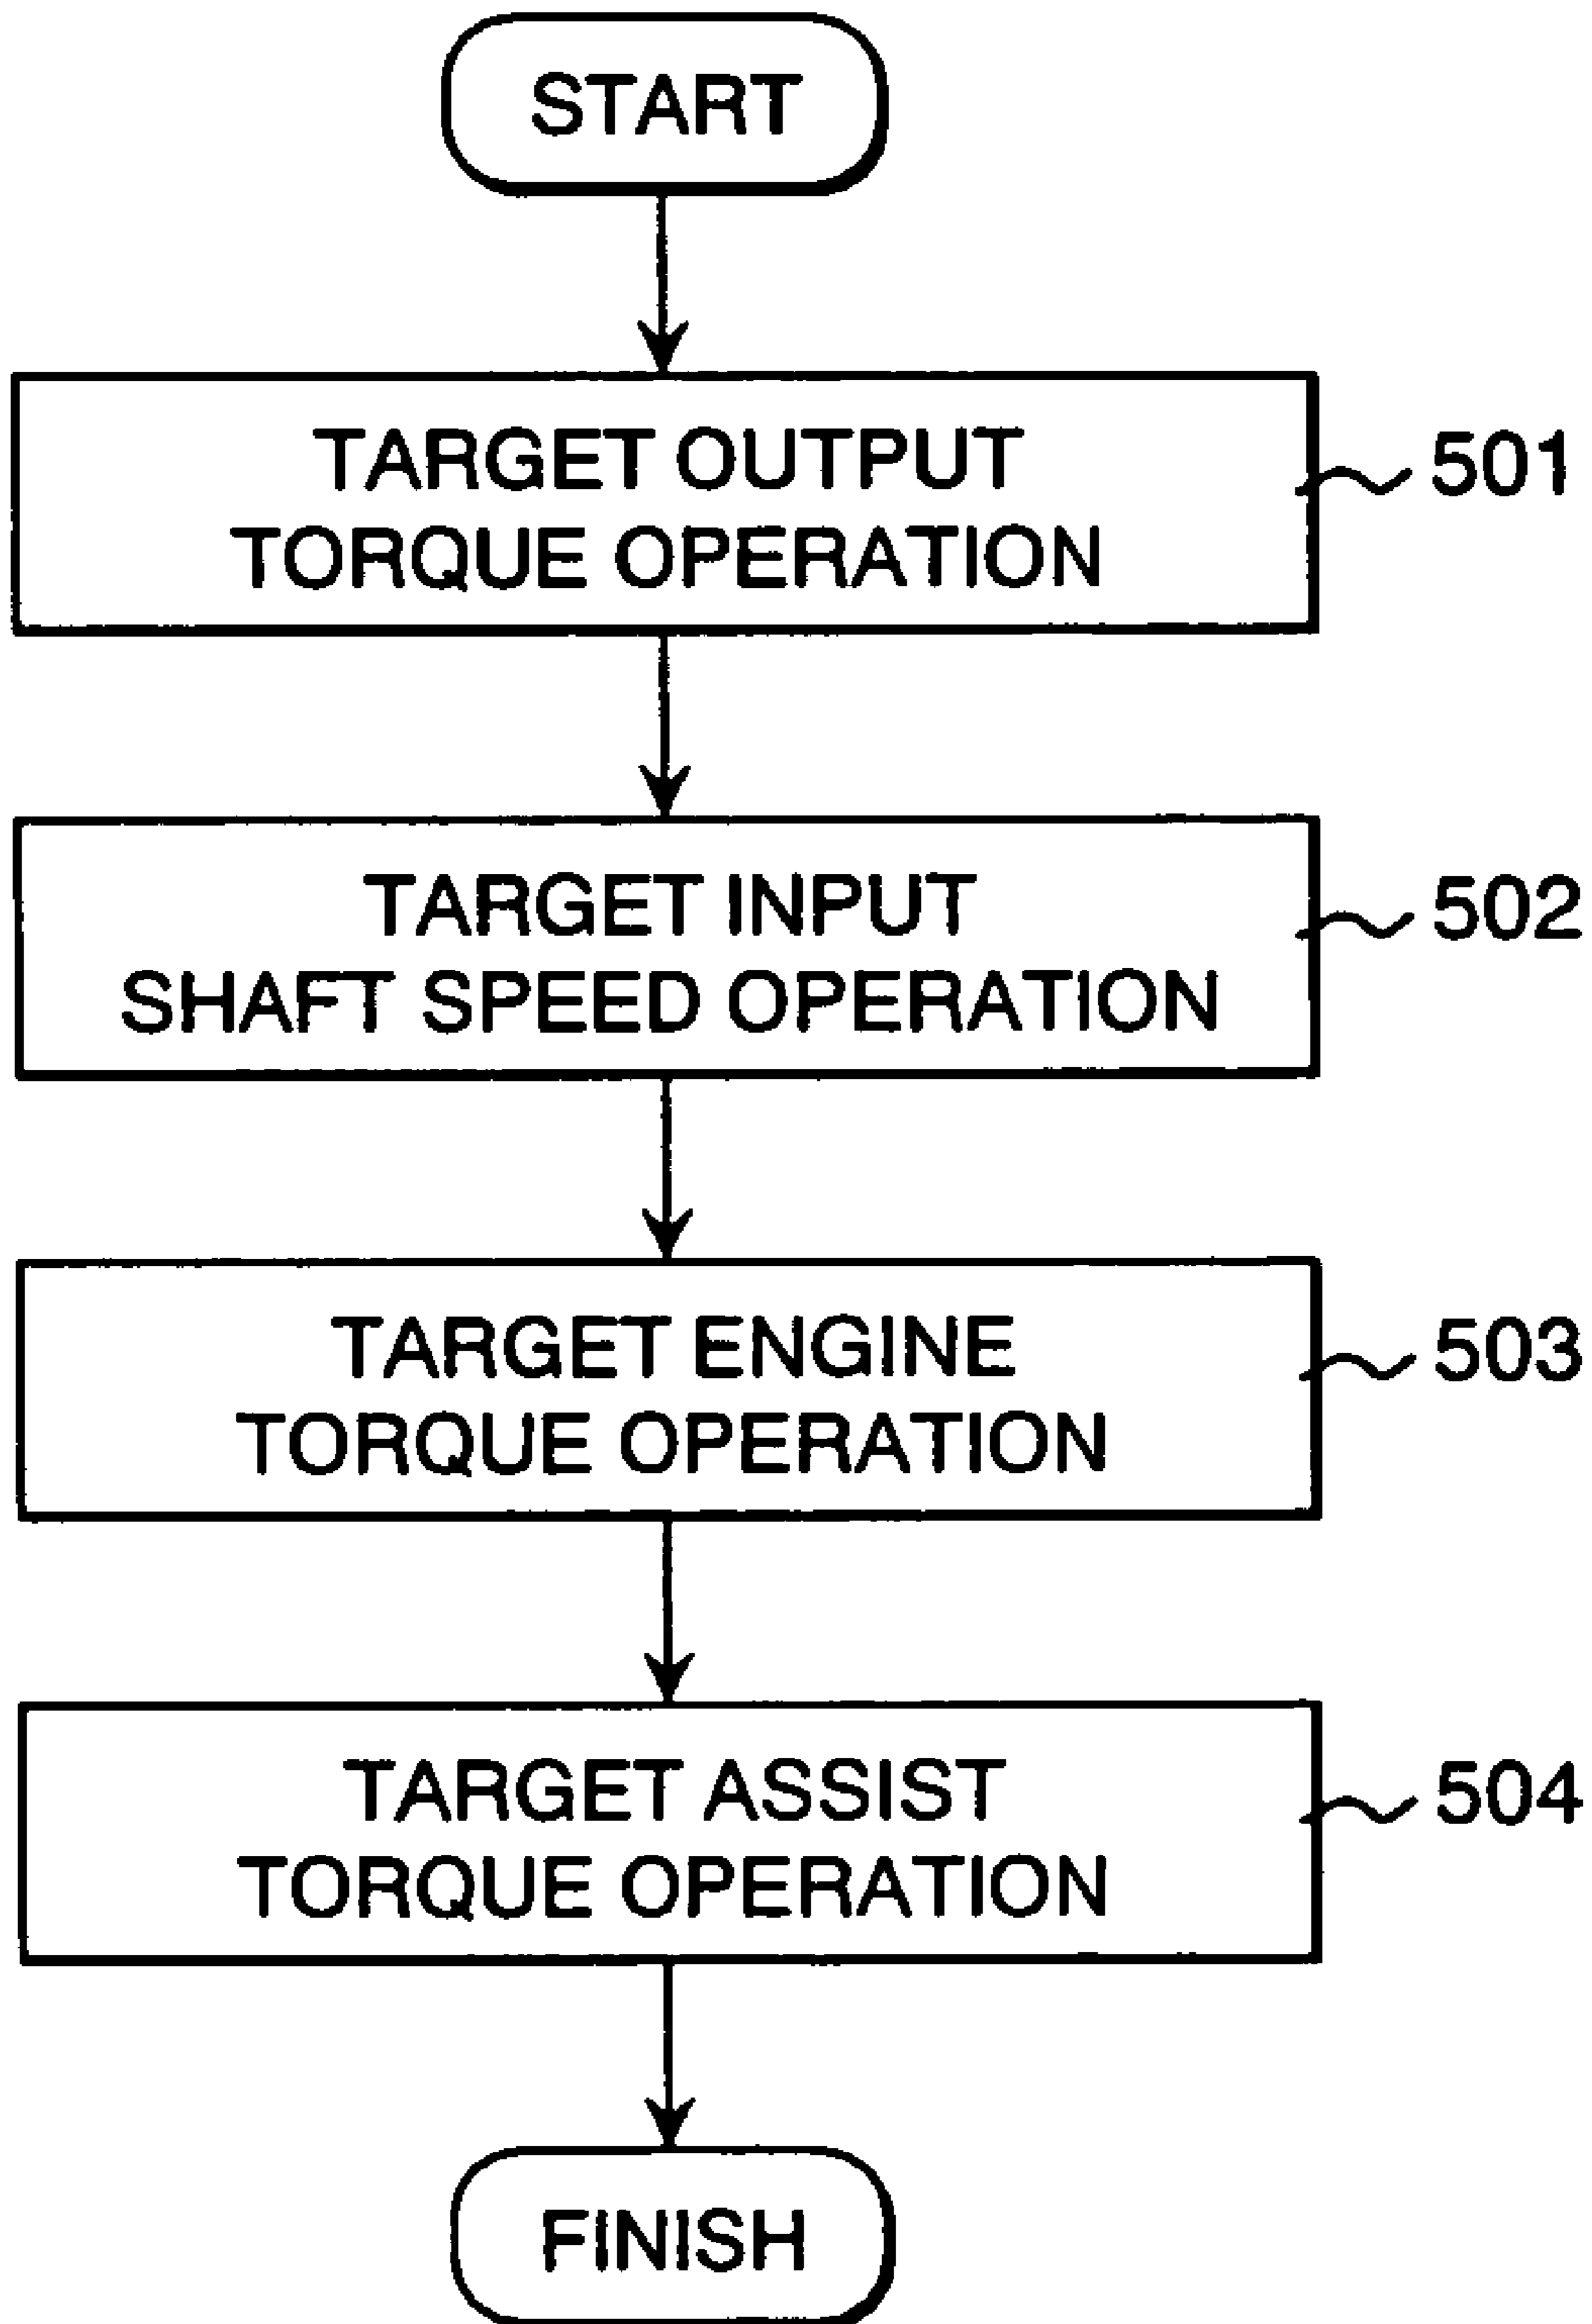 START
TARGET OUTPUT
TORQUE OPERATION
501
TARGET INPUT
SHAFT SPEED OPERATION
502
TARGET ENGINE
TORQUE OPERATION
503
TARGET ASSIST
TORQUE OPERATION
504
FINISH